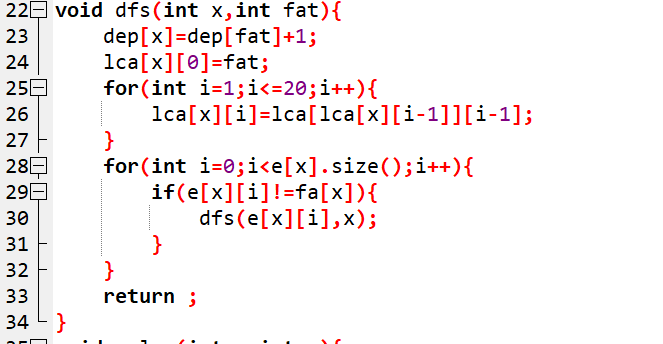 22 void dfs(int x,int fat){
23 dep[x]=dep[fat]+1;
24 lca[x][0]=fat;
25 for(int i=1;i<=20;i++){
26 lca[x][i]=lca[lca[x][i-1]][i-1];
27 }
28 for(int i=0;i<e[x].size();i++){
29 if(e[x][i]!=fa[x]){
30 dfs(e[x][i],x);
31 }
32 }
33 return ;
34 }